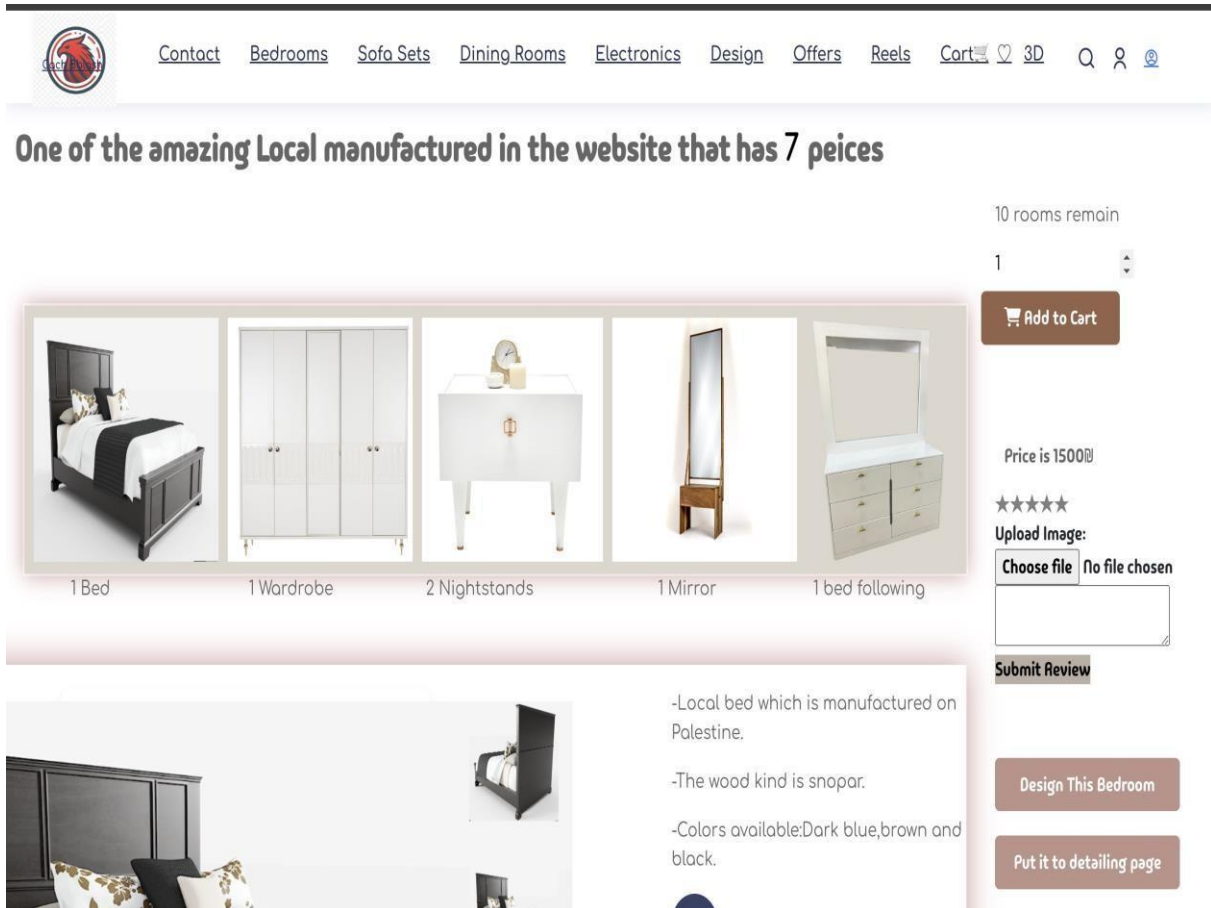 Contact Bedrooms Sofa Sets Dining Rooms Electronics Design Offers Reels Cart 3D
One of the amazing Local manufactured in the website that has 7 peices
10 rooms remain
1
Add to Cart
Price is 1500₪
★★★★★
Upload Image:
Choose file No file chosen
Submit Review
1 Bed 1 Wardrobe 2 Nightstands 1 Mirror 1 bed following
-Local bed which is manufactured on
Palestine.
-The wood kind is snopar.
-Colors available:Dark blue,brown and
black.
Design This Bedroom
Put it to detailing page